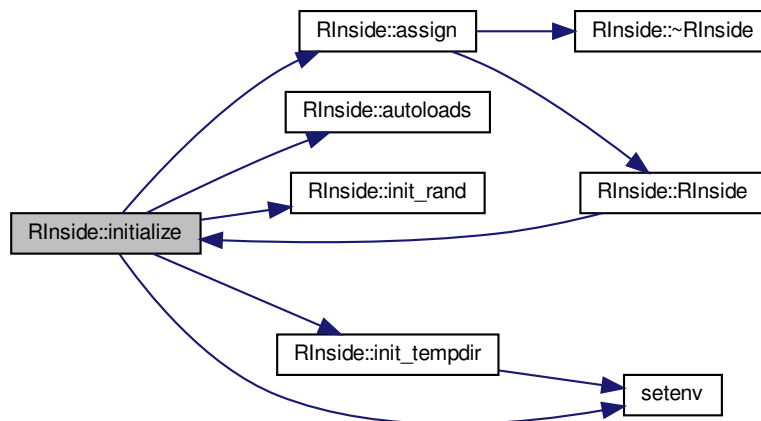 RInside::assign
RInside::~RInside
RInside::autoloads
RInside::init_rand
RInside::RInside
RInside::initialize
RInside::init_tempdir
setenv